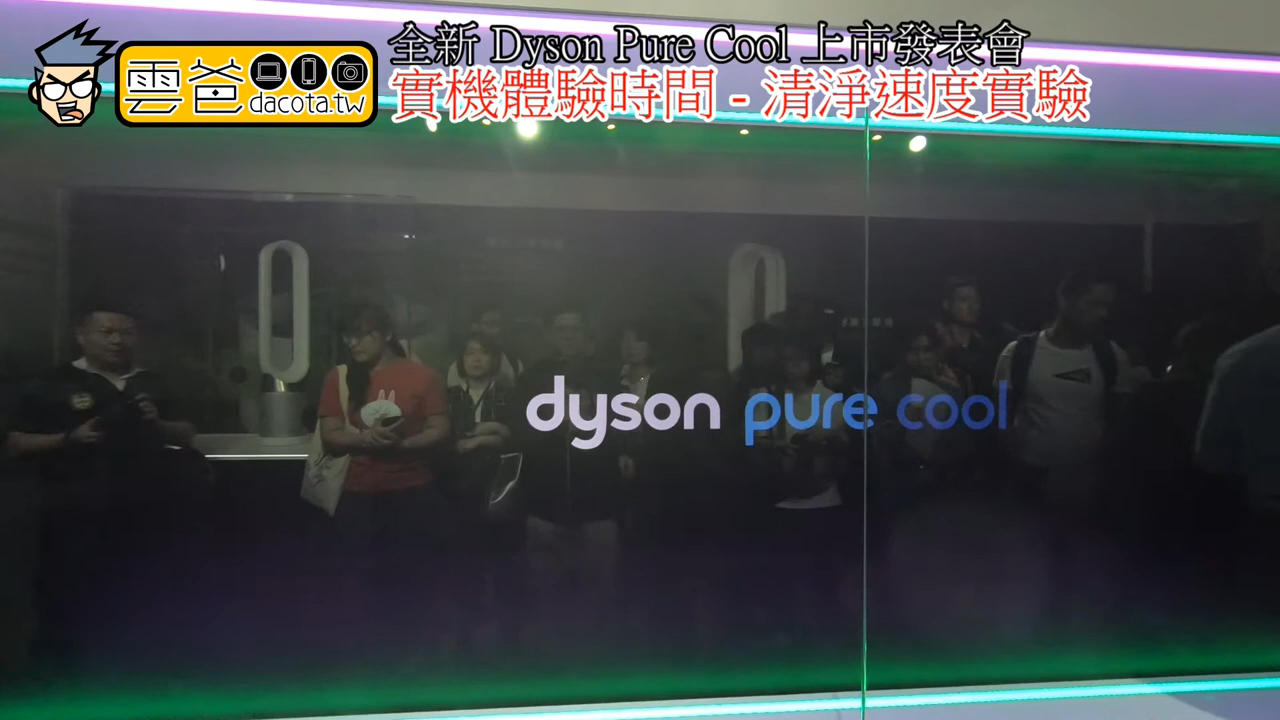 全新 Dyson Pure Cool 上市發表會
實機體驗時間 - 清淨速度實驗
雲爸
dacota.tw
dyson pure cool